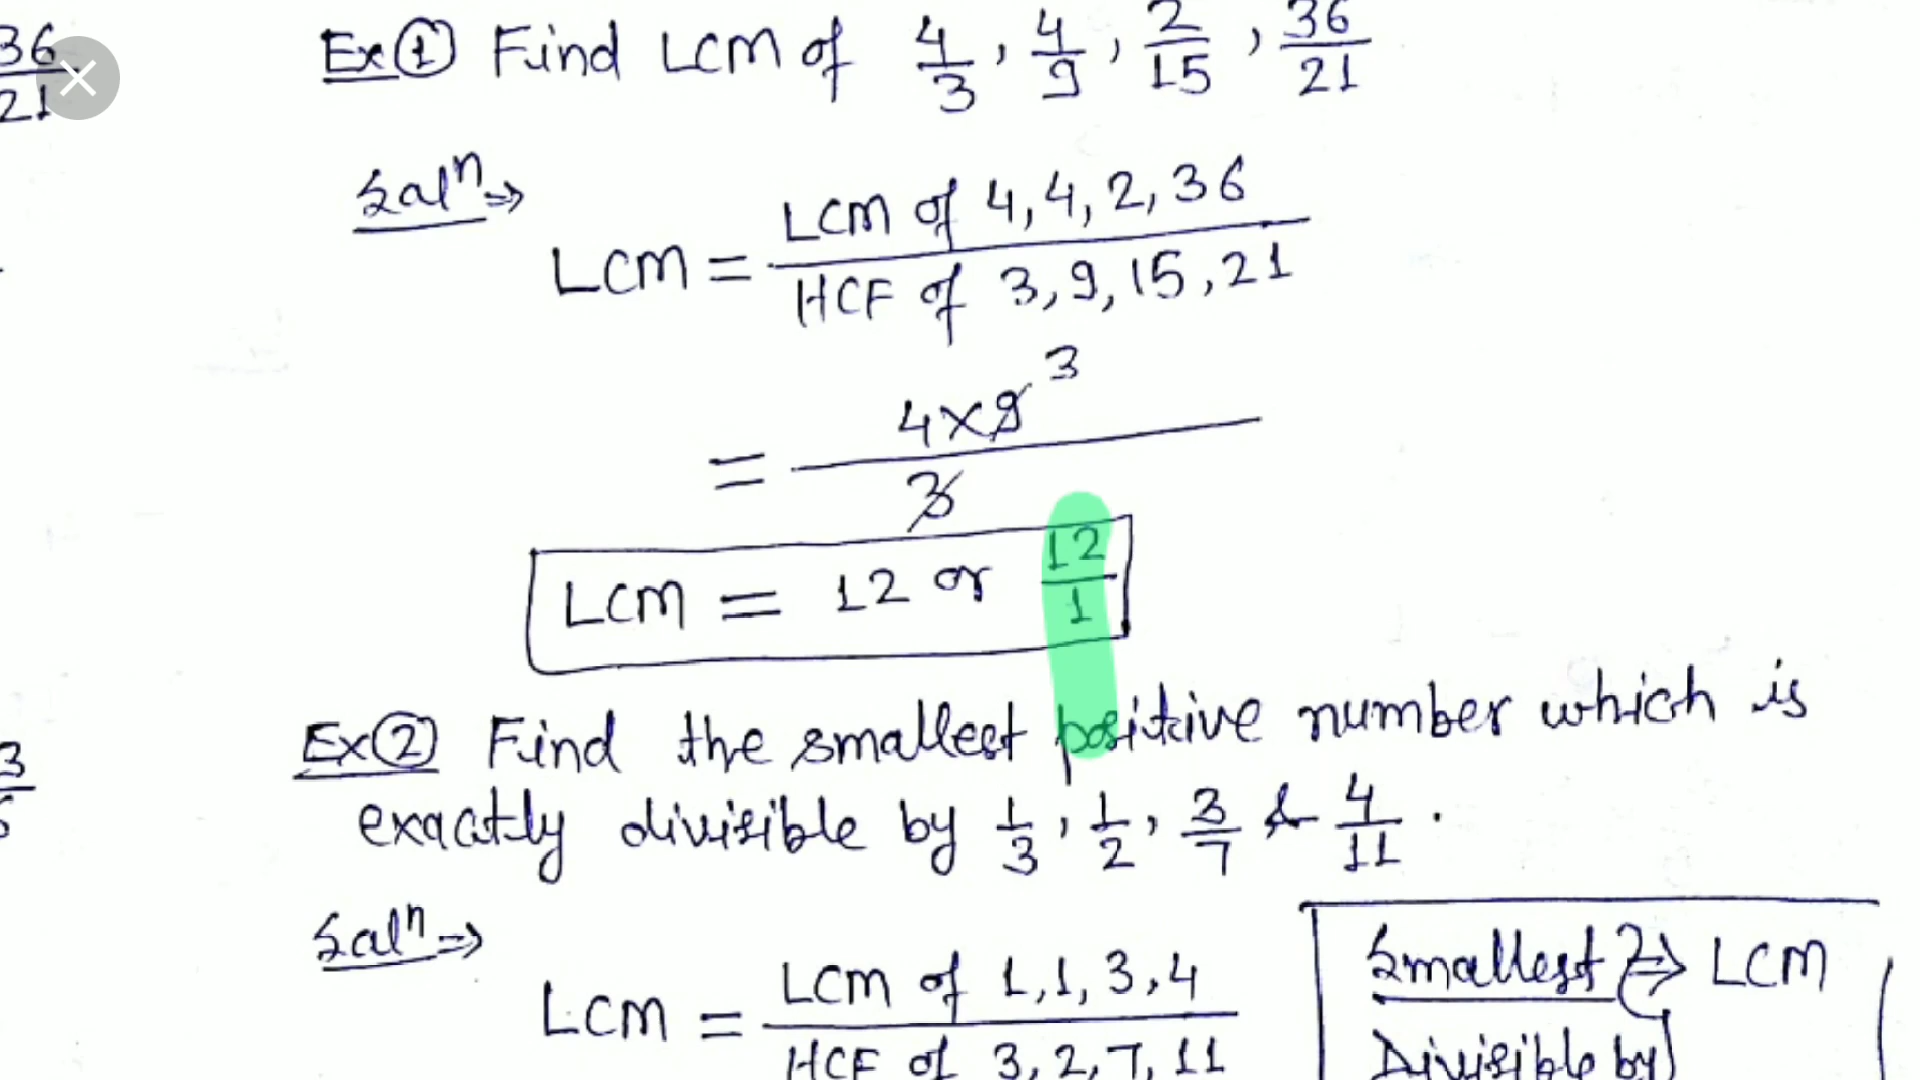 36
21
Ex① Find LCM of 4/3, 4/9, 2/15, 36/21
Solⁿ⇒
LCM = LCM of 4, 4, 2, 36
HCF of 3, 9, 15, 21
= 4×9 3
3
LCM = 12 or 12/1
Ex② Find the smallest positive number which is
exactly divisible by 1/3, 1/2, 3/7 & 4/11.
Solⁿ⇒
LCM = LCM of 1, 1, 3, 4
HCF of 3, 2, 7, 11
Smallest ⇒ LCM
Divisible by